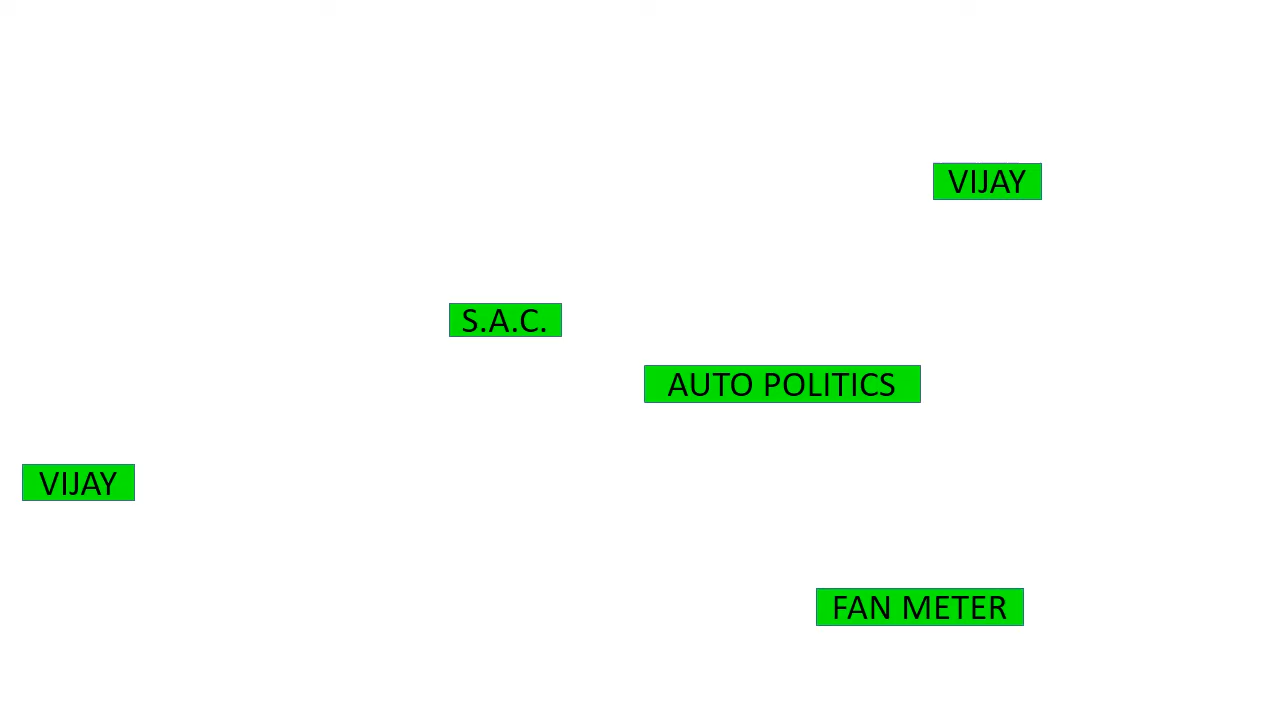 VIJAY
S.A.C.
AUTO POLITICS
VIJAY
FAN METER